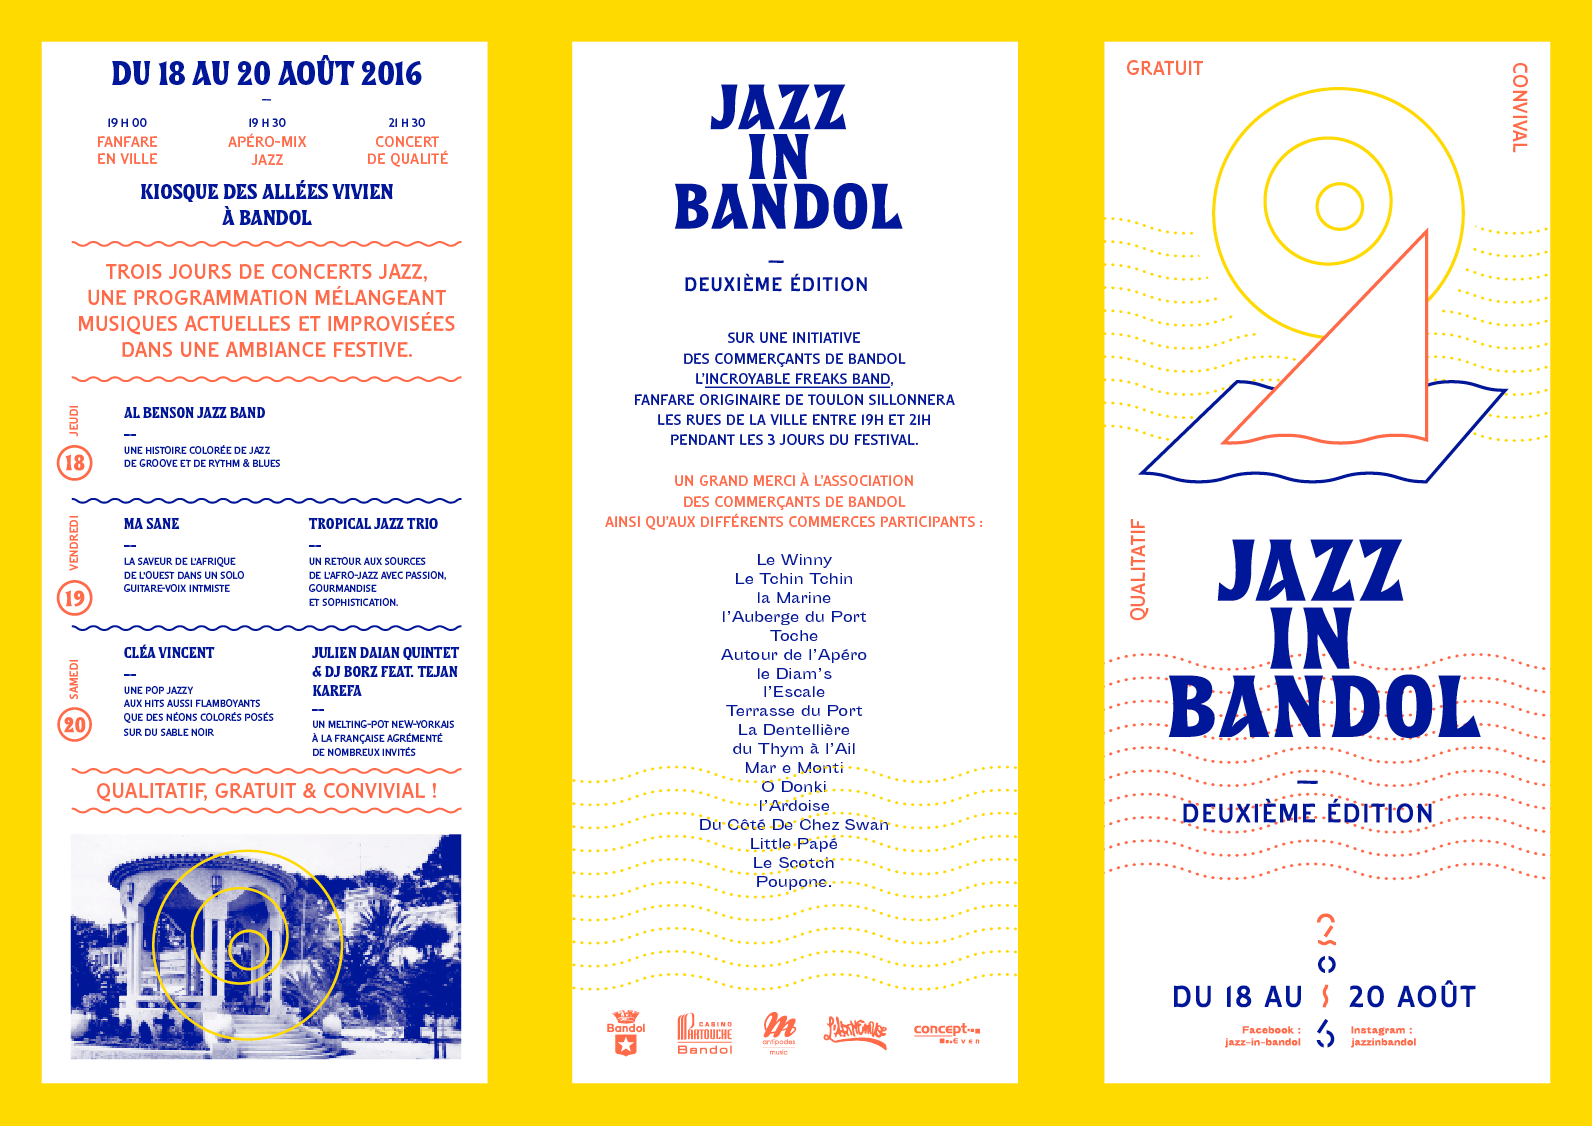 DU 18 AU 20 AOÛT 2016
19 H 00
FANFARE
EN VILLE
19 H 30
APÉRO-MIX
JAZZ
21 H 30
CONCERT
DE QUALITÉ
KIOSQUE DES ALLÉES VIVIEN
À BANDOL
TROIS JOURS DE CONCERTS JAZZ,
UNE PROGRAMMATION MÉLANGEANT
MUSIQUES ACTUELLES ET IMPROVISÉES
DANS UNE AMBIANCE FESTIVE.
JEUDI
18
AL BENSON JAZZ BAND
UNE HISTOIRE COLORÉE DE JAZZ
DE GROOVE ET DE RYTHM & BLUES
VENDREDI
19
MA SANE
LA SAVEUR DE L'AFRIQUE
DE L'OUEST DANS UN SOLO
GUITARE-VOIX INTMISTE
TROPICAL JAZZ TRIO
UN RETOUR AUX SOURCES
DE L'AFRO-JAZZ AVEC PASSION,
GOURMANDISE
ET SOPHISTICATION.
SAMEDI
20
CLÉA VINCENT
UNE POP JAZZY
AUX HITS AUSSI FLAMBOYANTS
QUE DES NÉONS COLORÉS POSÉS
SUR DU SABLE NOIR
JULIEN DAIAN QUINTET
& DJ BORZ FEAT. TEJAN
KAREFA
UN MELTING-POT NEW-YORKAIS
À LA FRANÇAISE AGRÉMENTÉ
DE NOMBREUX INVITÉS
QUALITATIF, GRATUIT & CONVIVIAL !
JAZZ
IN
BANDOL
DEUXIÈME ÉDITION
SUR UNE INITIATIVE
DES COMMERÇANTS DE BANDOL
L'INCROYABLE FREAKS BAND,
FANFARE ORIGINAIRE DE TOULON SILLONNERA
LES RUES DE LA VILLE ENTRE 19H ET 21H
PENDANT LES 3 JOURS DU FESTIVAL.
UN GRAND MERCI À L'ASSOCIATION
DES COMMERÇANTS DE BANDOL
AINSI QU'AUX DIFFÉRENTS COMMERCES PARTICIPANTS :
Le Winny
Le Tchin Tchin
la Marine
l'Auberge du Port
Toche
Autour de l'Apéro
le Diam's
l'Escale
Terrasse du Port
La Dentellière
du Thym à l'Ail
Mar e Monti
O Donki
l'Ardoise
Du Côté De Chez Swan
Little Papé
Le Scotch
Poupone.
Bandol
CASINO
PARTOUCHE
Bandol
m
antipodes
music
concept
EvEn
GRATUIT
CONVIVAL
QUALITATIF
JAZZ
IN
BANDOL
DEUXIÈME ÉDITION
2016
DU 18 AU 20 AOÛT
Facebook :
jazz-in-bandol
Instagram :
jazzinbandol